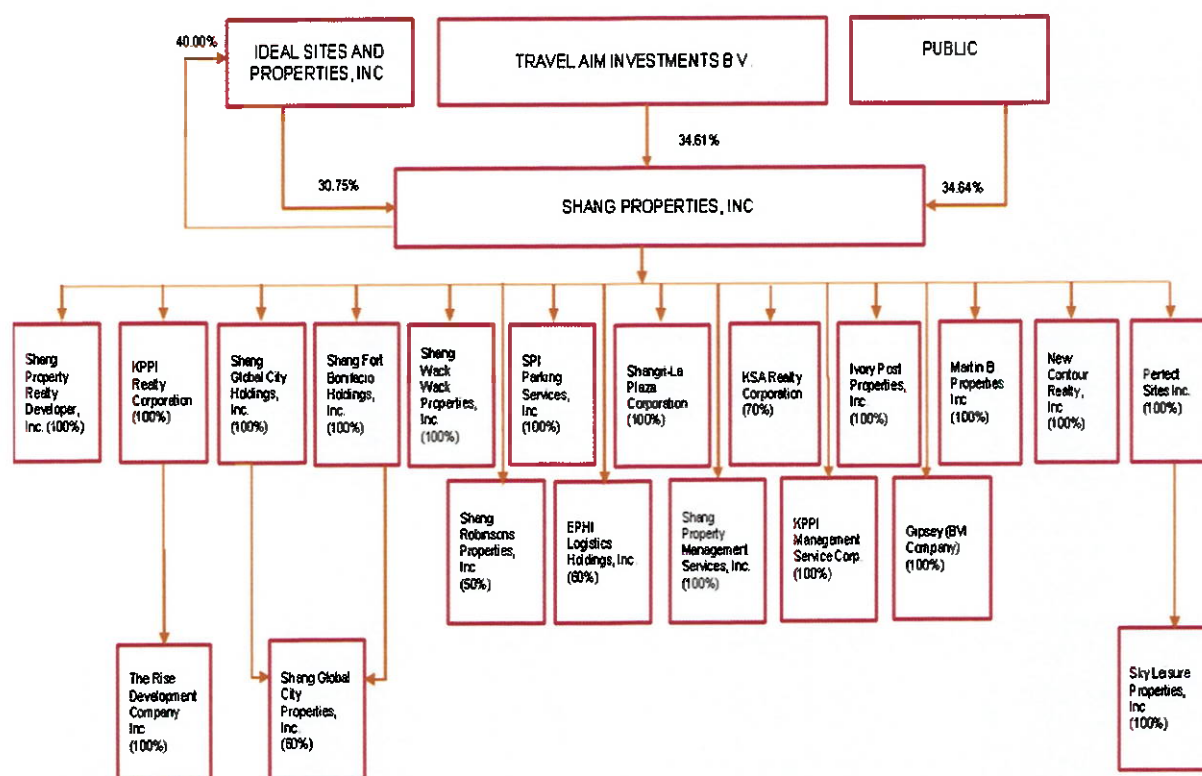 40.00%
IDEAL SITES AND
PROPERTIES, INC
TRAVEL AIM INVESTMENTS B.V.
PUBLIC
34.61%
30.75%
34.64%
SHANG PROPERTIES, INC
Shang
Property
Realty
Developer,
Inc. (100%)
KPPI
Realty
Corporation
(100%)
Shang
Global City
Holdings,
Inc.
(100%)
Shang Fort
Bonifacio
Holdings,
Inc.
(100%)
Shang
Wack
Wack
Properties,
Inc.
(100%)
SPI
Parking
Services,
Inc
(100%)
Shangri-La
Plaza
Corporation
(100%)
KSA Realty
Corporation
(70%)
Ivory Post
Properties,
Inc
(100%)
Martin B
Properties
Inc
(100%)
New
Contour
Realty,
Inc
(100%)
Perfect
Sites Inc.
(100%)
Shang
Robinsons
Properties,
Inc
(50%)
EPHI
Logistics
Holdings, Inc
(60%)
Shang
Property
Management
Services, Inc.
(100%)
KPPI
Management
Service Corp.
(100%)
Gipsey (BVI
Company)
(100%)
The Rise
Development
Company
Inc
(100%)
Shang Global
City
Properties,
Inc.
(60%)
Sky Leisure
Properties,
Inc
(100%)